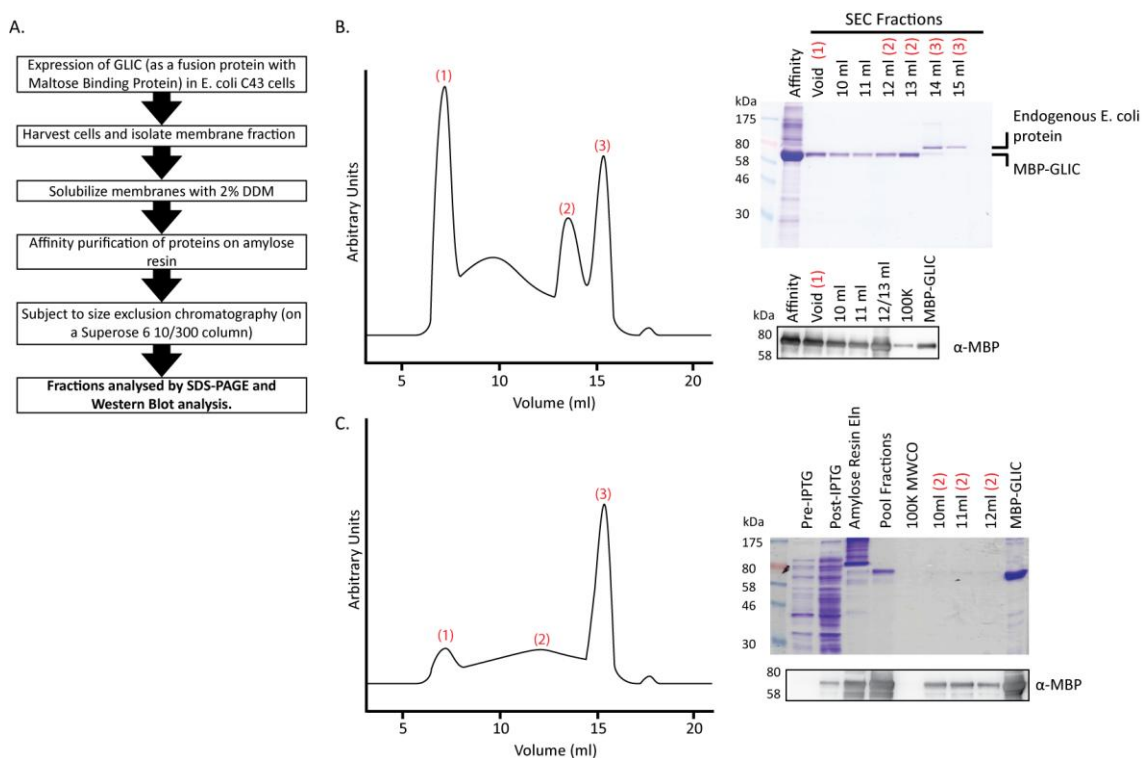 A.
Expression of GLIC (as a fusion protein with
Maltose Binding Protein) in E. coli C43 cells
Harvest cells and isolate membrane fraction
Solubilize membranes with 2% DDM
Affinity purification of proteins on amylose
resin
Subject to size exclusion chromatography (on
a Superose 6 10/300 column)
Fractions analysed by SDS-PAGE and
Western Blot analysis.
B.
Arbitrary Units
(1)
(2)
(3)
5
10
15
20
Volume (ml)
SEC Fractions
Affinity
Void (1)
10 ml
11 ml
12 ml (2)
13 ml (2)
14 ml (3)
15 ml (3)
kDa
175
80
58
46
30
Endogenous E. coli
protein
MBP-GLIC
Affinity
Void (1)
10 ml
11 ml
12/13 ml
100K
MBP-GLIC
kDa
80
58
α-MBP
C.
Arbitrary Units
(1)
(2)
(3)
5
10
15
20
Volume (ml)
Pre-IPTG
Post-IPTG
Amylose Resin Eln
Pool Fractions
100K MWCO
10ml (2)
11ml (2)
12ml (2)
MBP-GLIC
kDa
175
80
58
46
30
80
58
α-MBP